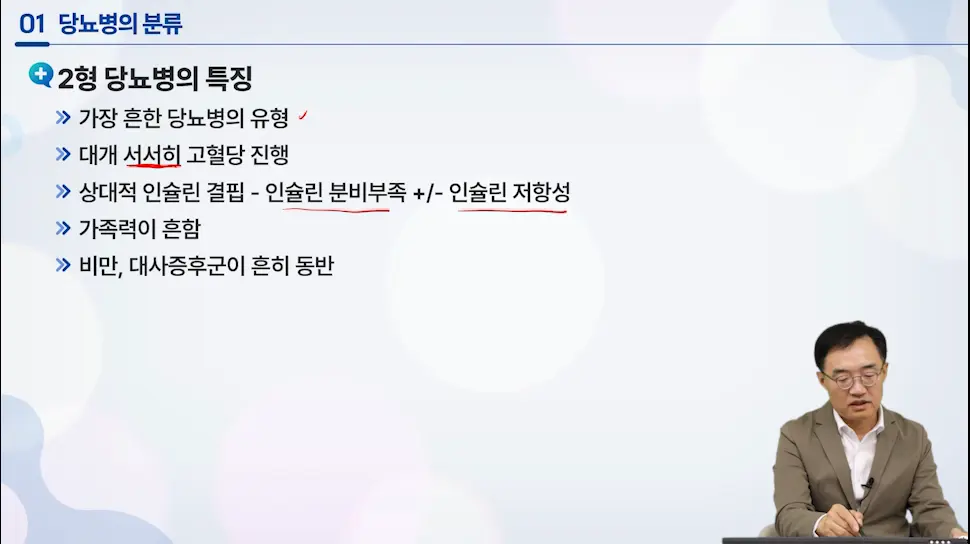 01 당뇨병의 분류
2형 당뇨병의 특징
가장 흔한 당뇨병의 유형
대개 서서히 고혈당 진행
상대적 인슐린 결핍 - 인슐린 분비부족 +/- 인슐린 저항성
가족력이 흔함
비만, 대사증후군이 흔히 동반